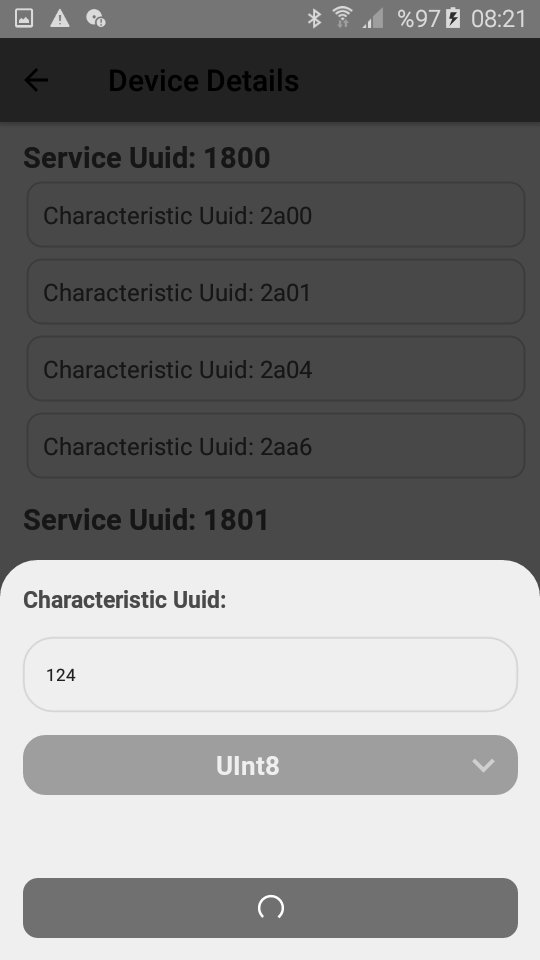 %97 08:21
Device Details
Service Uuid: 1800
Characteristic Uuid: 2a00
Characteristic Uuid: 2a01
Characteristic Uuid: 2a04
Characteristic Uuid: 2aa6
Service Uuid: 1801
Characteristic Uuid:
124
UInt8